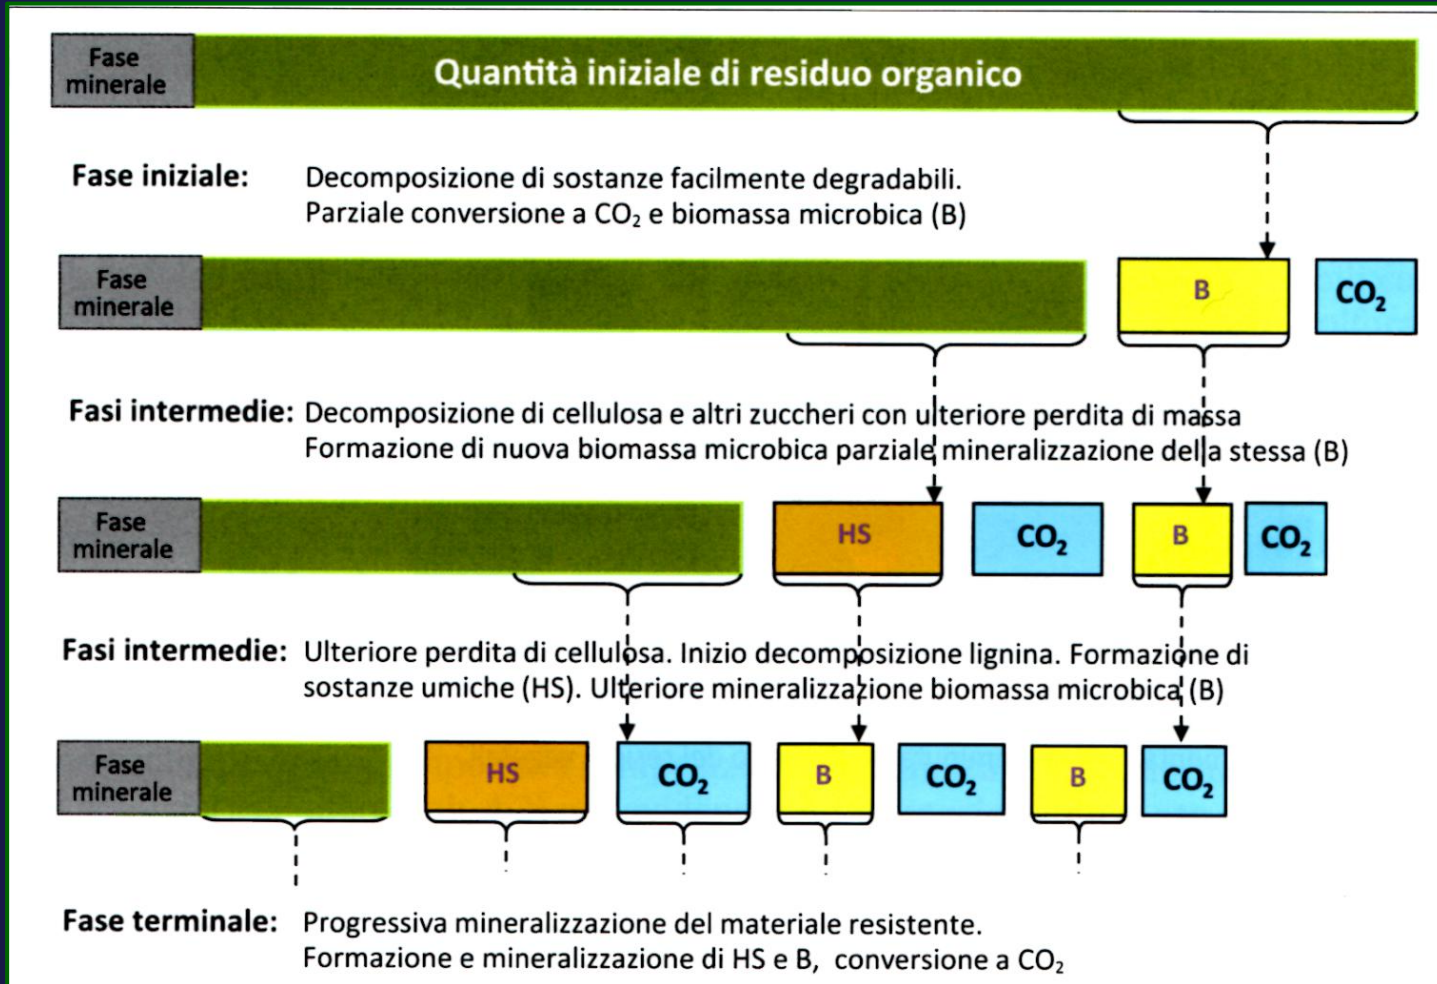 Fase
minerale
Quantità iniziale di residuo organico
Fase iniziale: Decomposizione di sostanze facilmente degradabili.
Parziale conversione a CO₂ e biomassa microbica (B)
Fase
minerale
B
CO₂
Fasi intermedie: Decomposizione di cellulosa e altri zuccheri con ulteriore perdita di massa
Formazione di nuova biomassa microbica parziale mineralizzazione della stessa (B)
Fase
minerale
HS
CO₂
B
CO₂
Fasi intermedie: Ulteriore perdita di cellulosa. Inizio decomposizione lignina. Formazione di
sostanze umiche (HS). Ulteriore mineralizzazione biomassa microbica (B)
Fase
minerale
HS
CO₂
B
CO₂
B
CO₂
Fase terminale: Progressiva mineralizzazione del materiale resistente.
Formazione e mineralizzazione di HS e B, conversione a CO₂